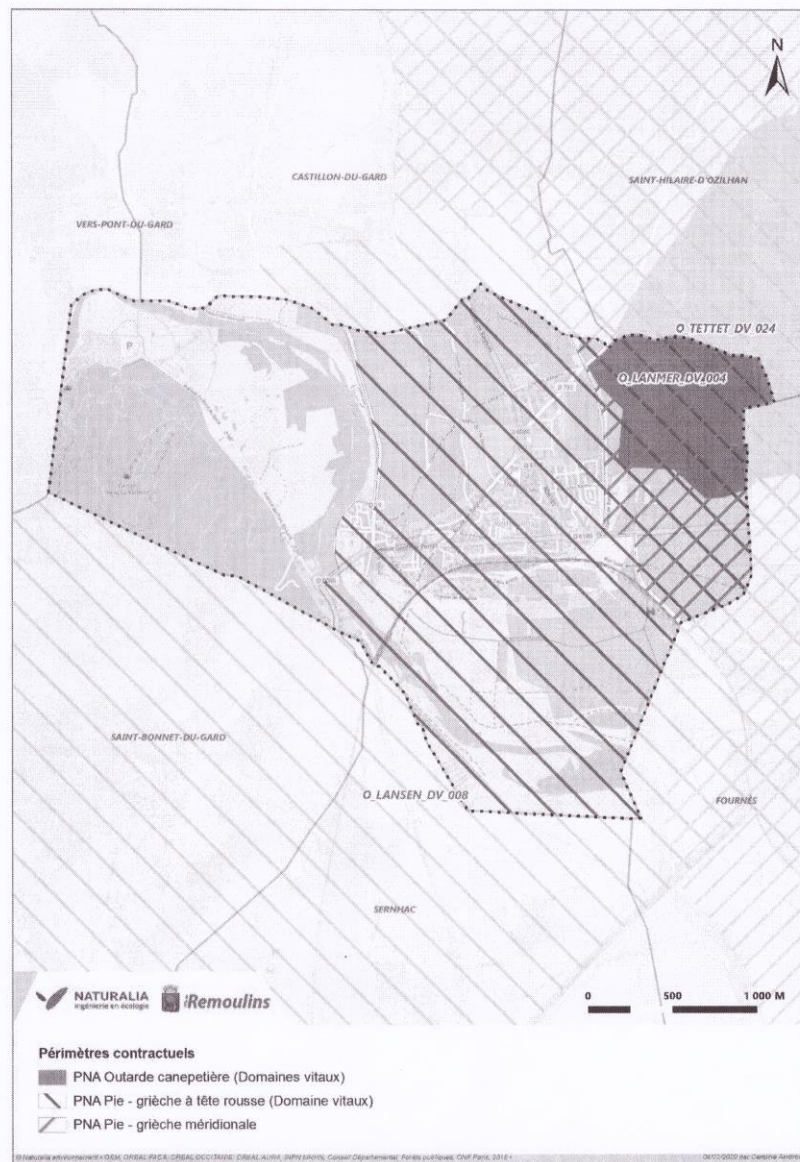 N
CASTILLON-DU-GARD
SAINT-HILAIRE-D'OZILHAN
VERS-PONT-DU-GARD
O_TETTET_DV_024
P
O_LANMER_DV_004
SAINT-BONNET-DU-GARD
O_LANSEN_DV_008
FOURNÈS
SERNHAC
NATURALIA
Ingénierie en écologie
Remoulins
0 500 1 000 M
Périmètres contractuels
PNA Outarde canepetière (Domaines vitaux)
PNA Pie - grièche à tête rousse (Domaine vitaux)
PNA Pie - grièche méridionale